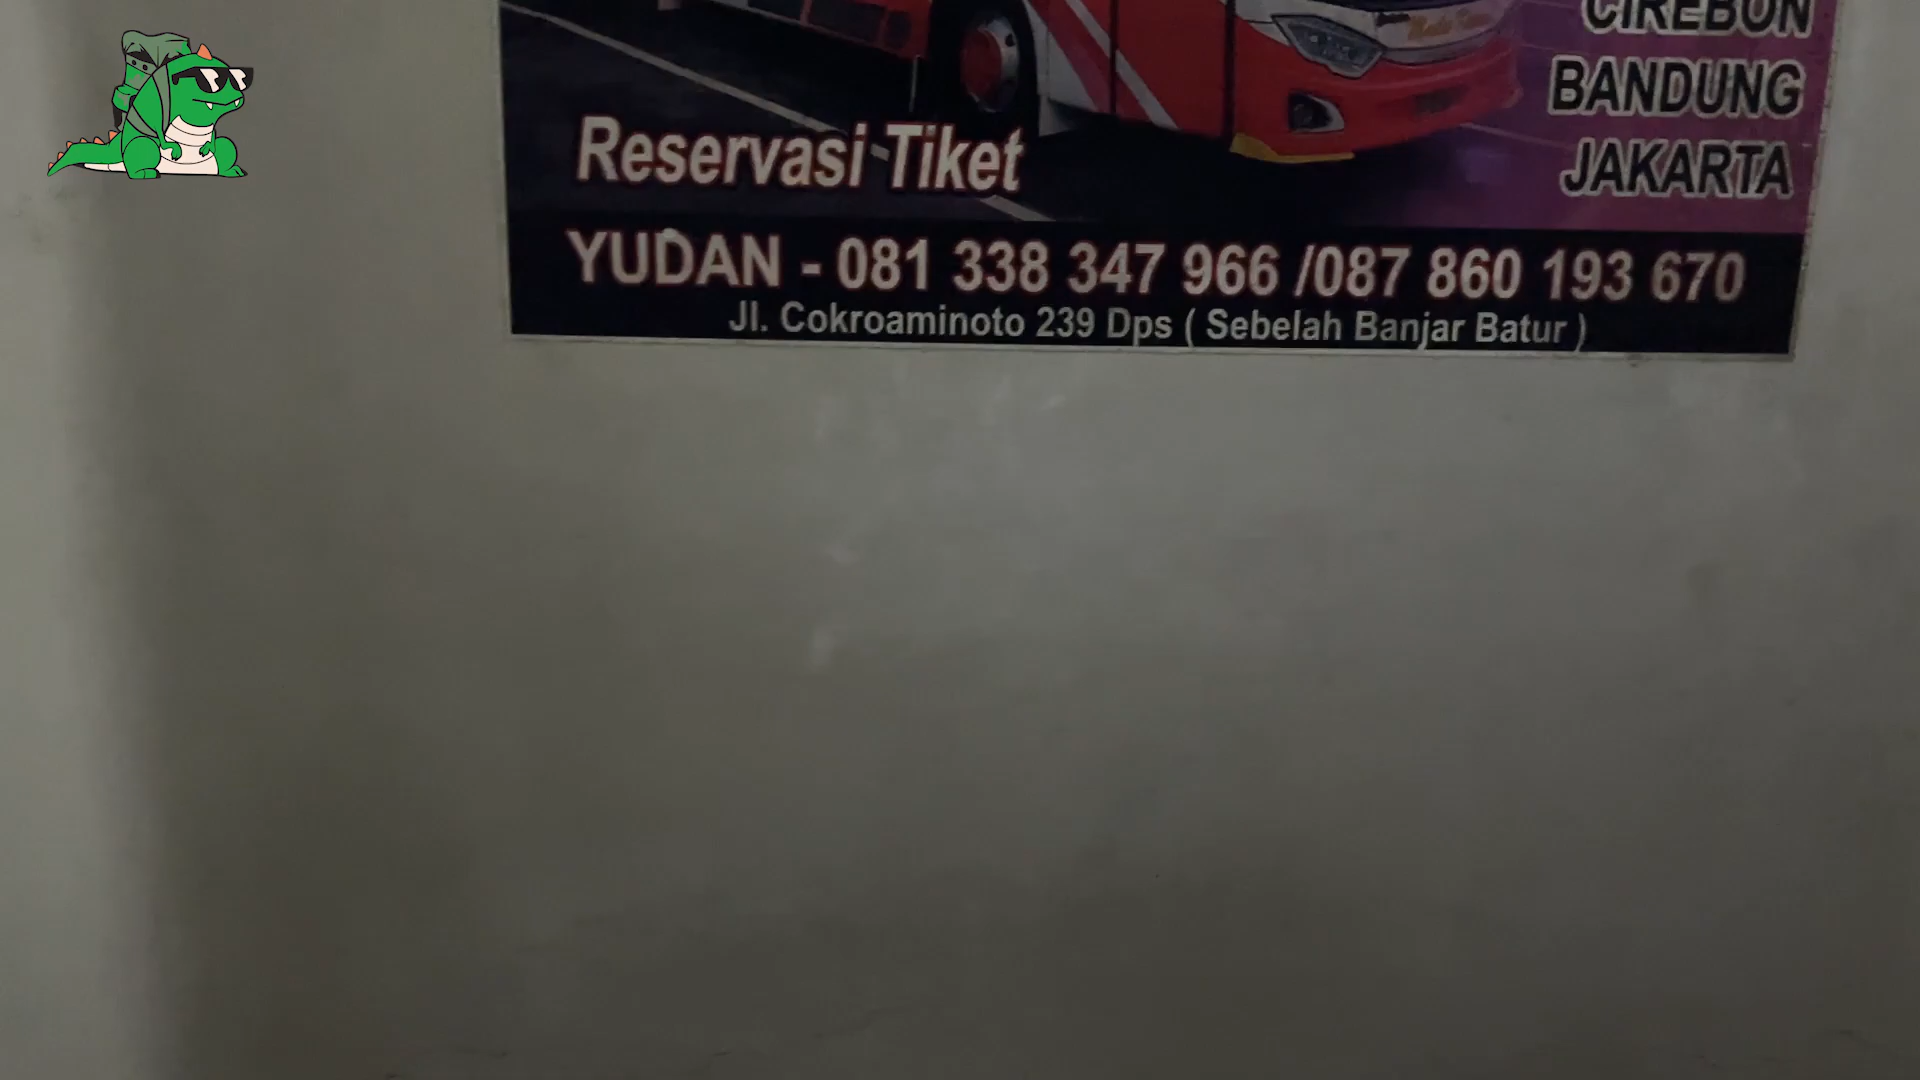 CIREBON
BANDUNG
JAKARTA
Reservasi Tiket
YUDAN - 081 338 347 966 /087 860 193 670
Jl. Cokroaminoto 239 Dps ( Sebelah Banjar Batur )